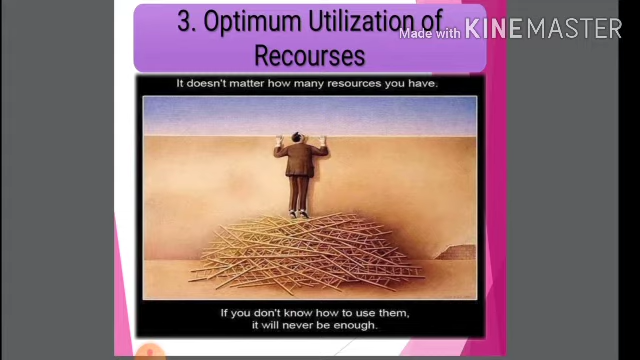 3. Optimum Utilization of
Recourses
Made with KINEMASTER
It doesn't matter how many resources you have.
If you don't know how to use them,
it will never be enough.